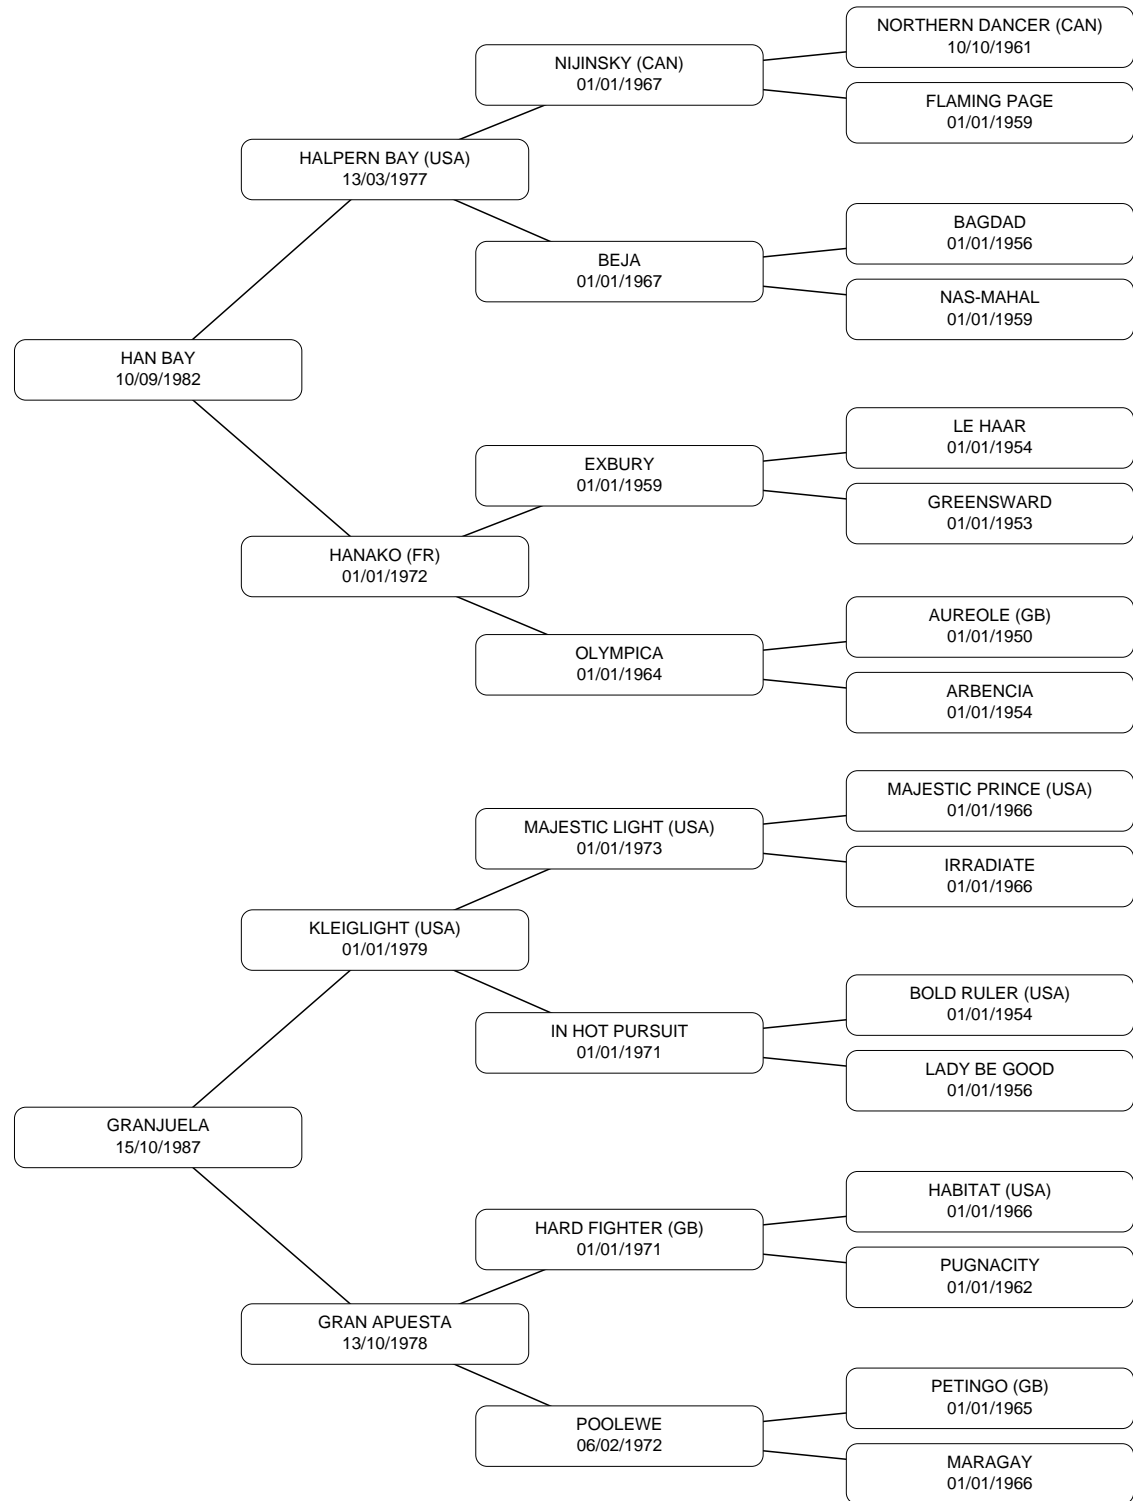 NORTHERN DANCER (CAN)
10/10/1961
NIJINSKY (CAN)
01/01/1967
FLAMING PAGE
01/01/1959
HALPERN BAY (USA)
13/03/1977
BAGDAD
01/01/1956
BEJA
01/01/1967
NAS-MAHAL
01/01/1959
HAN BAY
10/09/1982
LE HAAR
01/01/1954
EXBURY
01/01/1959
GREENSWARD
01/01/1953
HANAKO (FR)
01/01/1972
AUREOLE (GB)
01/01/1950
OLYMPICA
01/01/1964
ARBENCIA
01/01/1954
MAJESTIC PRINCE (USA)
01/01/1966
MAJESTIC LIGHT (USA)
01/01/1973
IRRADIATE
01/01/1966
KLEIGLIGHT (USA)
01/01/1979
BOLD RULER (USA)
01/01/1954
IN HOT PURSUIT
01/01/1971
LADY BE GOOD
01/01/1956
GRANJUELA
15/10/1987
HABITAT (USA)
01/01/1966
HARD FIGHTER (GB)
01/01/1971
PUGNACITY
01/01/1962
GRAN APUESTA
13/10/1978
PETINGO (GB)
01/01/1965
POOLEWE
06/02/1972
MARAGAY
01/01/1966